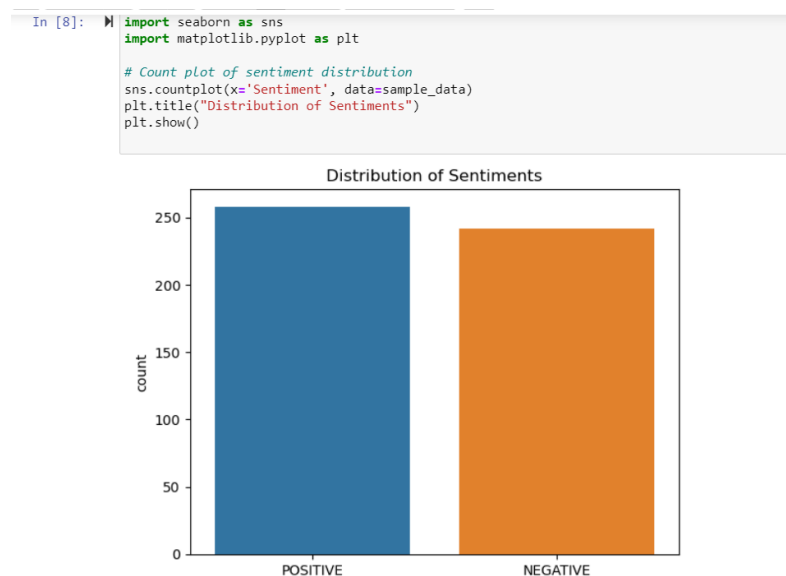 In [8]:
import seaborn as sns
import matplotlib.pyplot as plt
# Count plot of sentiment distribution
sns.countplot(x='Sentiment', data=sample_data)
plt.title("Distribution of Sentiments")
plt.show()
Distribution of Sentiments
250
200
150
100
50
0
count
POSITIVE
NEGATIVE